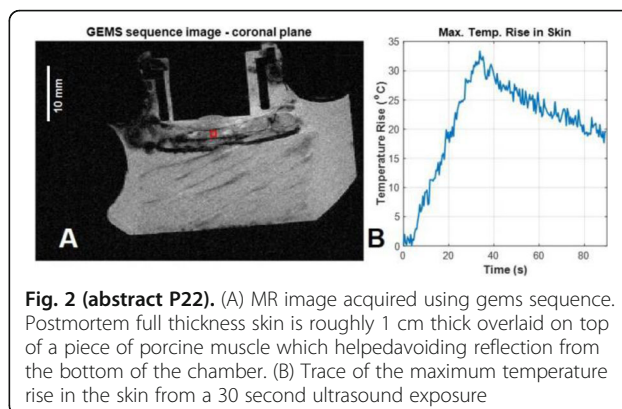 GEMS sequence image - coronal plane
10 mm
A
Max. Temp. Rise in Skin
Temperature Rise (°C)
35
30
25
20
15
10
5
0
0 20 40 60 80
Time (s)
B
Fig. 2 (abstract P22). (A) MR image acquired using gems sequence.
Postmortem full thickness skin is roughly 1 cm thick overlaid on top
of a piece of porcine muscle which helpedavoiding reflection from
the bottom of the chamber. (B) Trace of the maximum temperature
rise in the skin from a 30 second ultrasound exposure